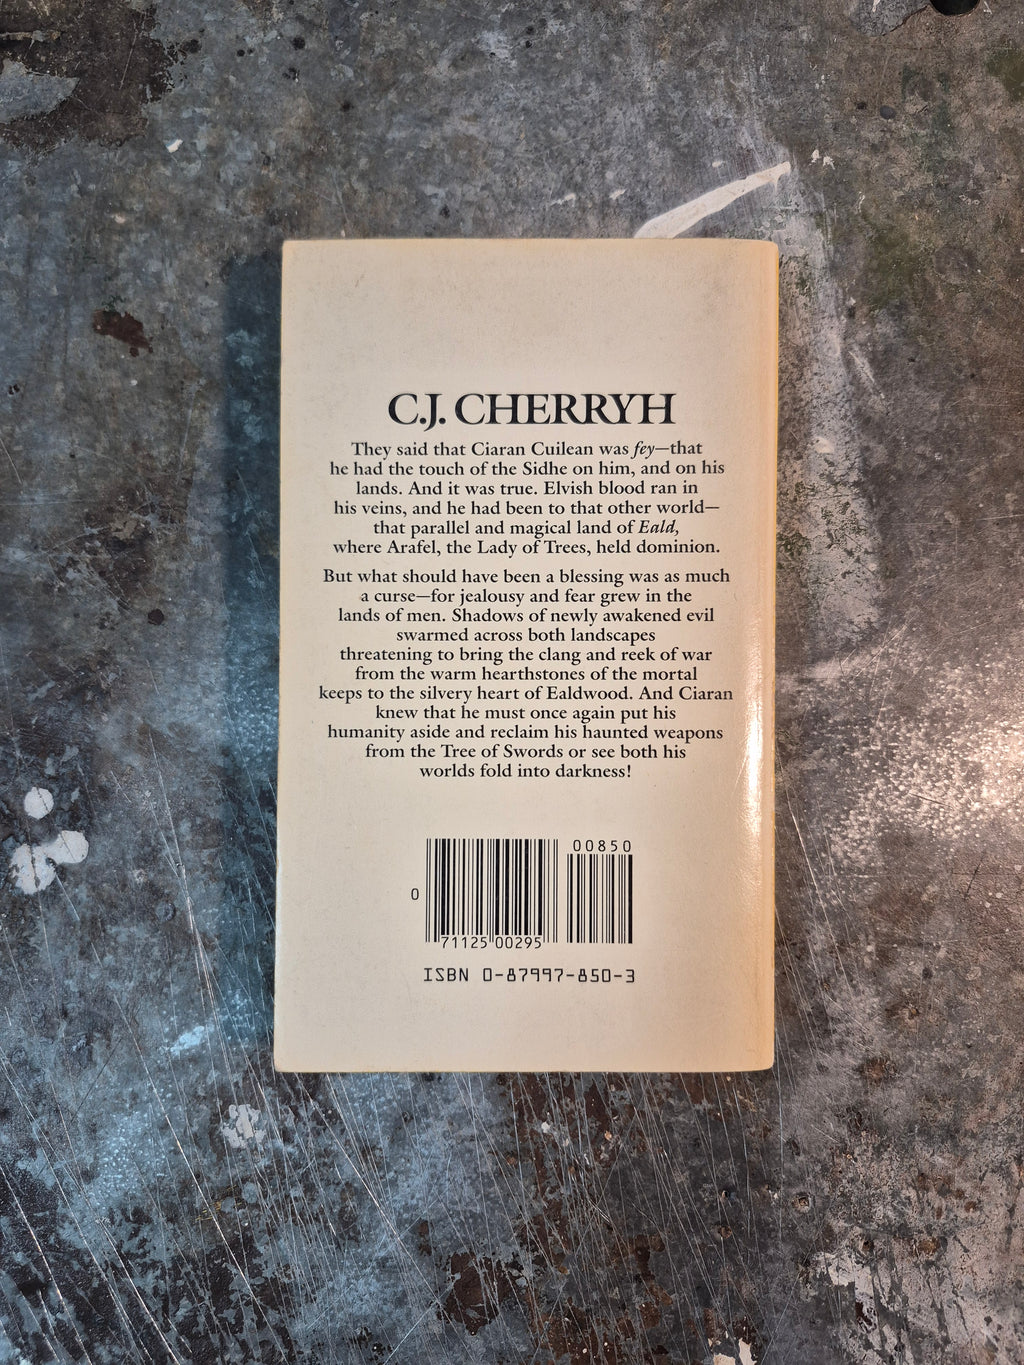 C.J. CHERRYH
They said that Ciaran Cuilean was fey—that
he had the touch of the Sidhe on him, and on his
lands. And it was true. Elvish blood ran in
his veins, and he had been to that other world—
that parallel and magical land of Eald,
where Arafel, the Lady of Trees, held dominion.
But what should have been a blessing was as much
a curse—for jealousy and fear grew in the
lands of men. Shadows of newly awakened evil
swarmed across both landscapes
threatening to bring the clang and reek of war
from the warm hearthstones of the mortal
keeps to the silvery heart of Ealdwood. And Ciaran
knew that he must once again put his
humanity aside and reclaim his haunted weapons
from the Tree of Swords or see both his
worlds fold into darkness!
00850
0
71125 00295
ISBN 0-87997-850-3